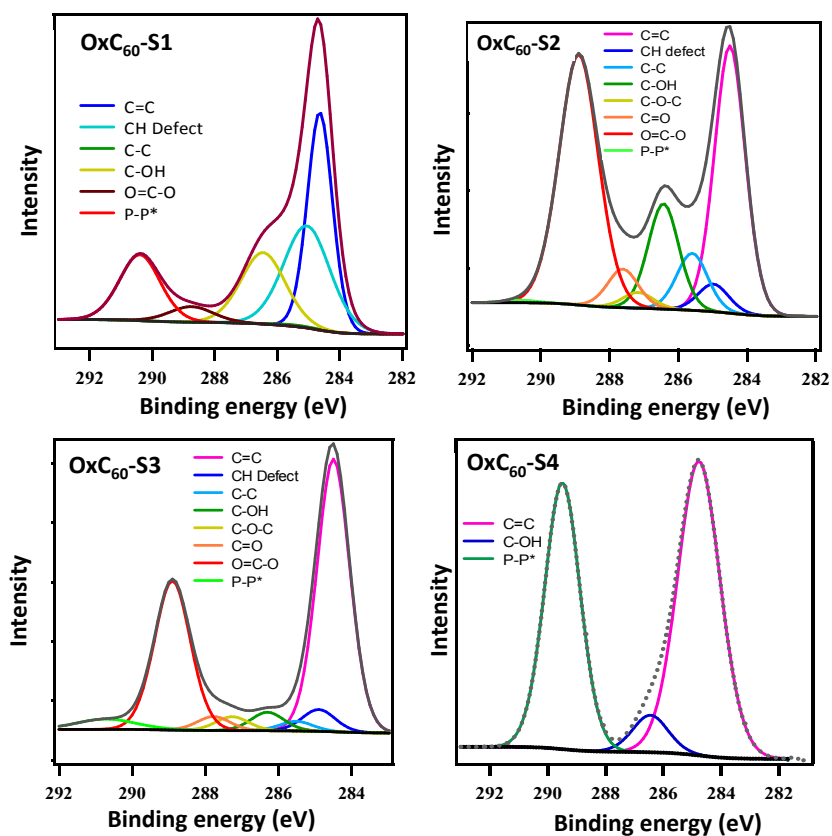 OxC60-S1
C=C
CH Defect
C-C
C-OH
O=C-O
P-P*
Intensity
292 290 288 286 284 282
Binding energy (eV)
OxC60-S2
C=C
CH defect
C-C
C-OH
C-O-C
C=O
O=C-O
P-P*
Intensity
292 290 288 286 284 282
Binding energy (eV)
OxC60-S3
C=C
CH Defect
C-C
C-OH
C-O-C
C=O
O=C-O
P-P*
Intensity
292 290 288 286 284
Binding energy (eV)
OxC60-S4
C=C
C-OH
P-P*
Intensity
292 290 288 286 284 282
Binding energy (eV)